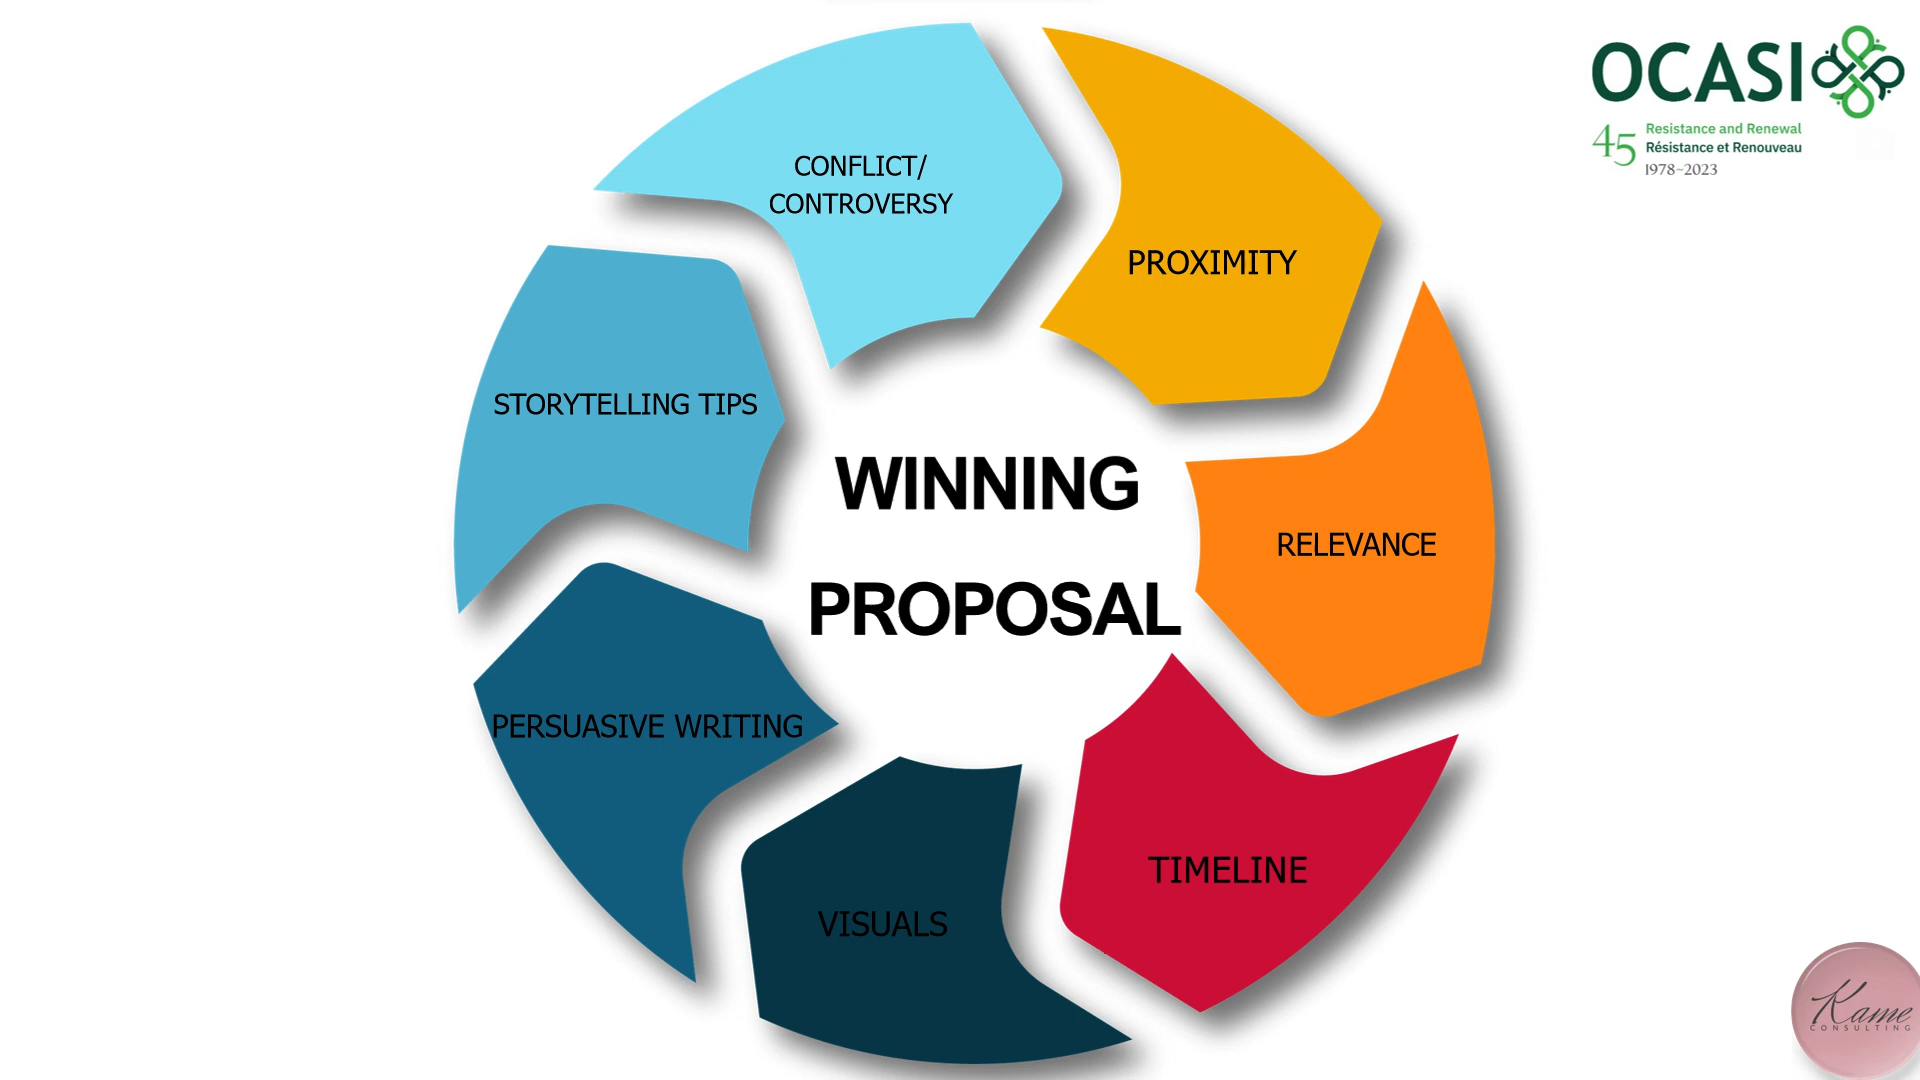 OCASI
45
Resistance and Renewal
Résistance et Renouveau
1978-2023
CONFLICT/
CONTROVERSY
PROXIMITY
STORYTELLING TIPS
WINNING
PROPOSAL
RELEVANCE
PERSUASIVE WRITING
TIMELINE
VISUALS
Kame
CONSULTING